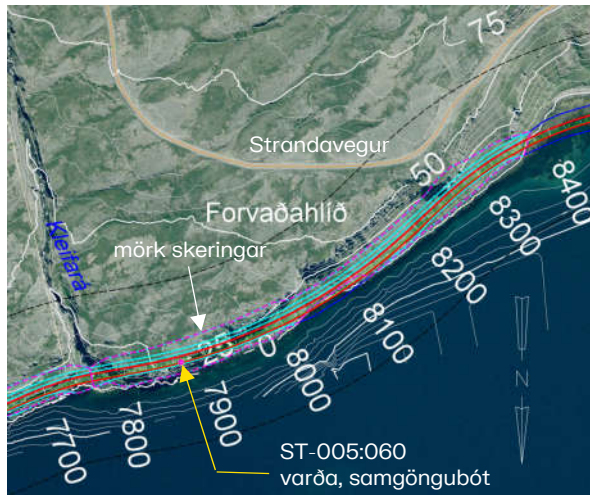 75
Strandavegur
50
Forvaðahlíð
mörk skeringar
Kleifará
25
0
8400
8300
8200
8100
8000
7900
7800
7700
N
ST-005:060
varða, samgöngubót